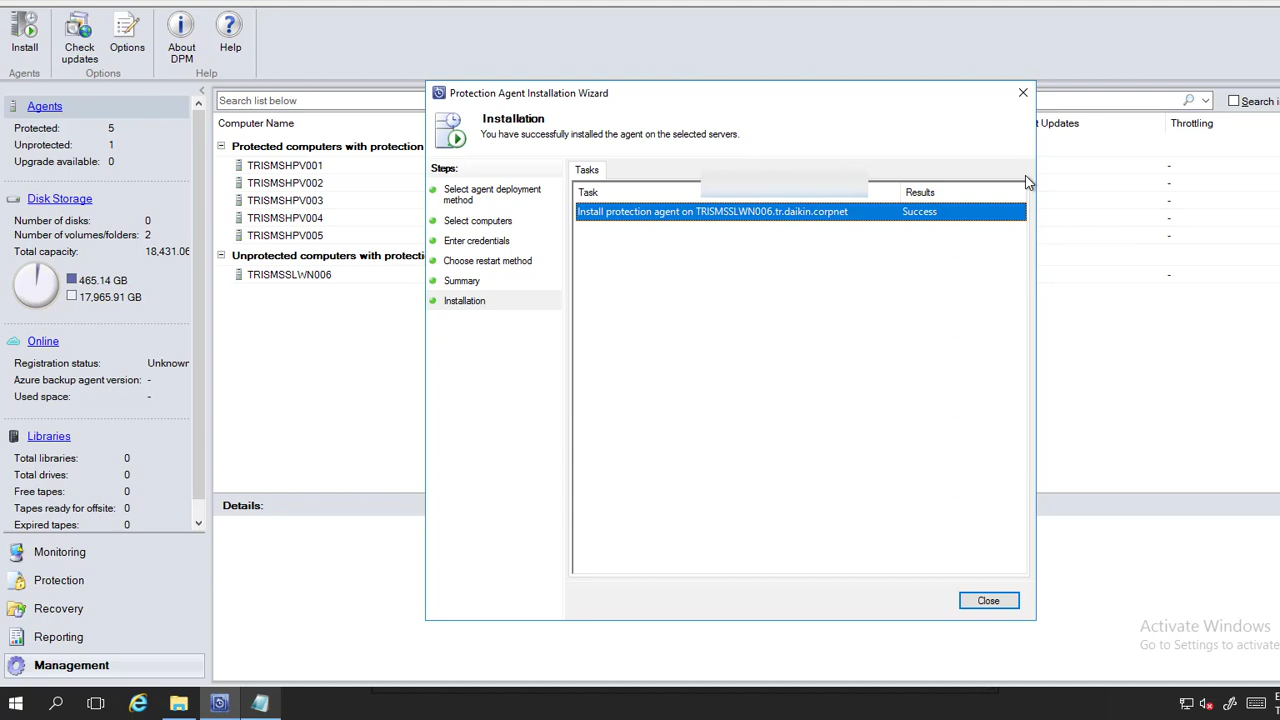 Install
Check updates
Options
About DPM
Help
Agents
Options
Help
Agents
Protected: 5
Unprotected: 1
Upgrade available: 0
Disk Storage
Number of disks: 0
Number of volumes/folders: 2
Total capacity: 18,431.06
465.14 GB
17,965.91 GB
Online
Registration status: Unknown
Azure backup agent version: -
Used space: -
Libraries
Total libraries: 0
Total drives: 0
Free tapes: 0
Tapes ready for offsite: 0
Expired tapes: 0
Monitoring
Protection
Recovery
Reporting
Management
Search list below
Search i
Computer Name
Updates
Throttling
Protected computers with protection
TRISMSHPV001
-
TRISMSHPV002
-
TRISMSHPV003
-
TRISMSHPV004
-
TRISMSHPV005
-
Unprotected computers with protecti
TRISMSSLWN006
-
Details:
Protection Agent Installation Wizard
Installation
You have successfully installed the agent on the selected servers.
Steps:
Select agent deployment
method
Select computers
Enter credentials
Choose restart method
Summary
Installation
Tasks
Task Results
Install protection agent on TRISMSSLWN006.tr.daikin.corpnet Success
Close
Activate Windows
Go to Settings to activat